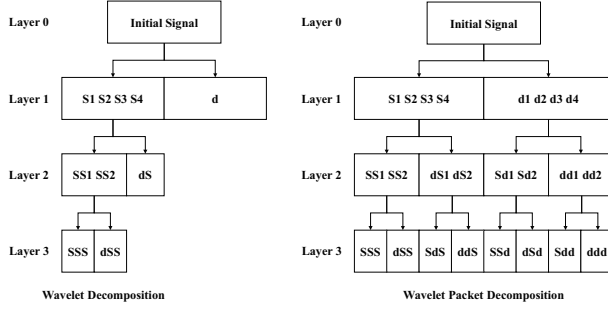 Layer 0
Initial Signal
Layer 1
S1 S2 S3 S4
d
Layer 2
SS1 SS2
dS
Layer 3
SSS
dSS
Wavelet Decomposition
Layer 0
Initial Signal
Layer 1
S1 S2 S3 S4
d1 d2 d3 d4
Layer 2
SS1 SS2
dS1 dS2
Sd1 Sd2
dd1 dd2
Layer 3
SSS
dSS
SdS
ddS
SSd
dSd
Sdd
ddd
Wavelet Packet Decomposition